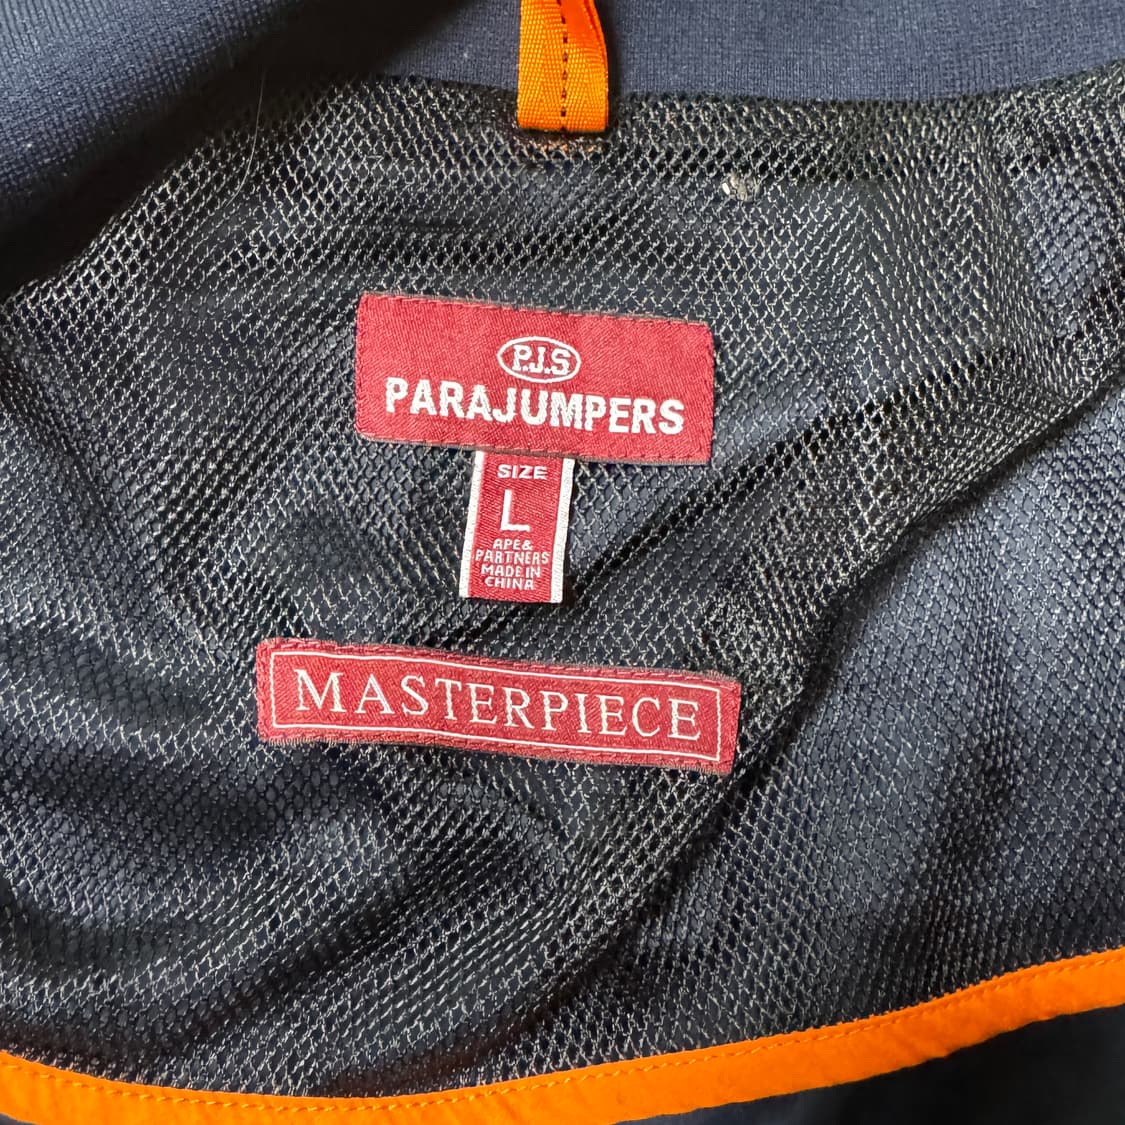 P.J.S
PARAJUMPERS
SIZE
L
APE&
PARTNERS
MADE IN
CHINA
MASTERPIECE